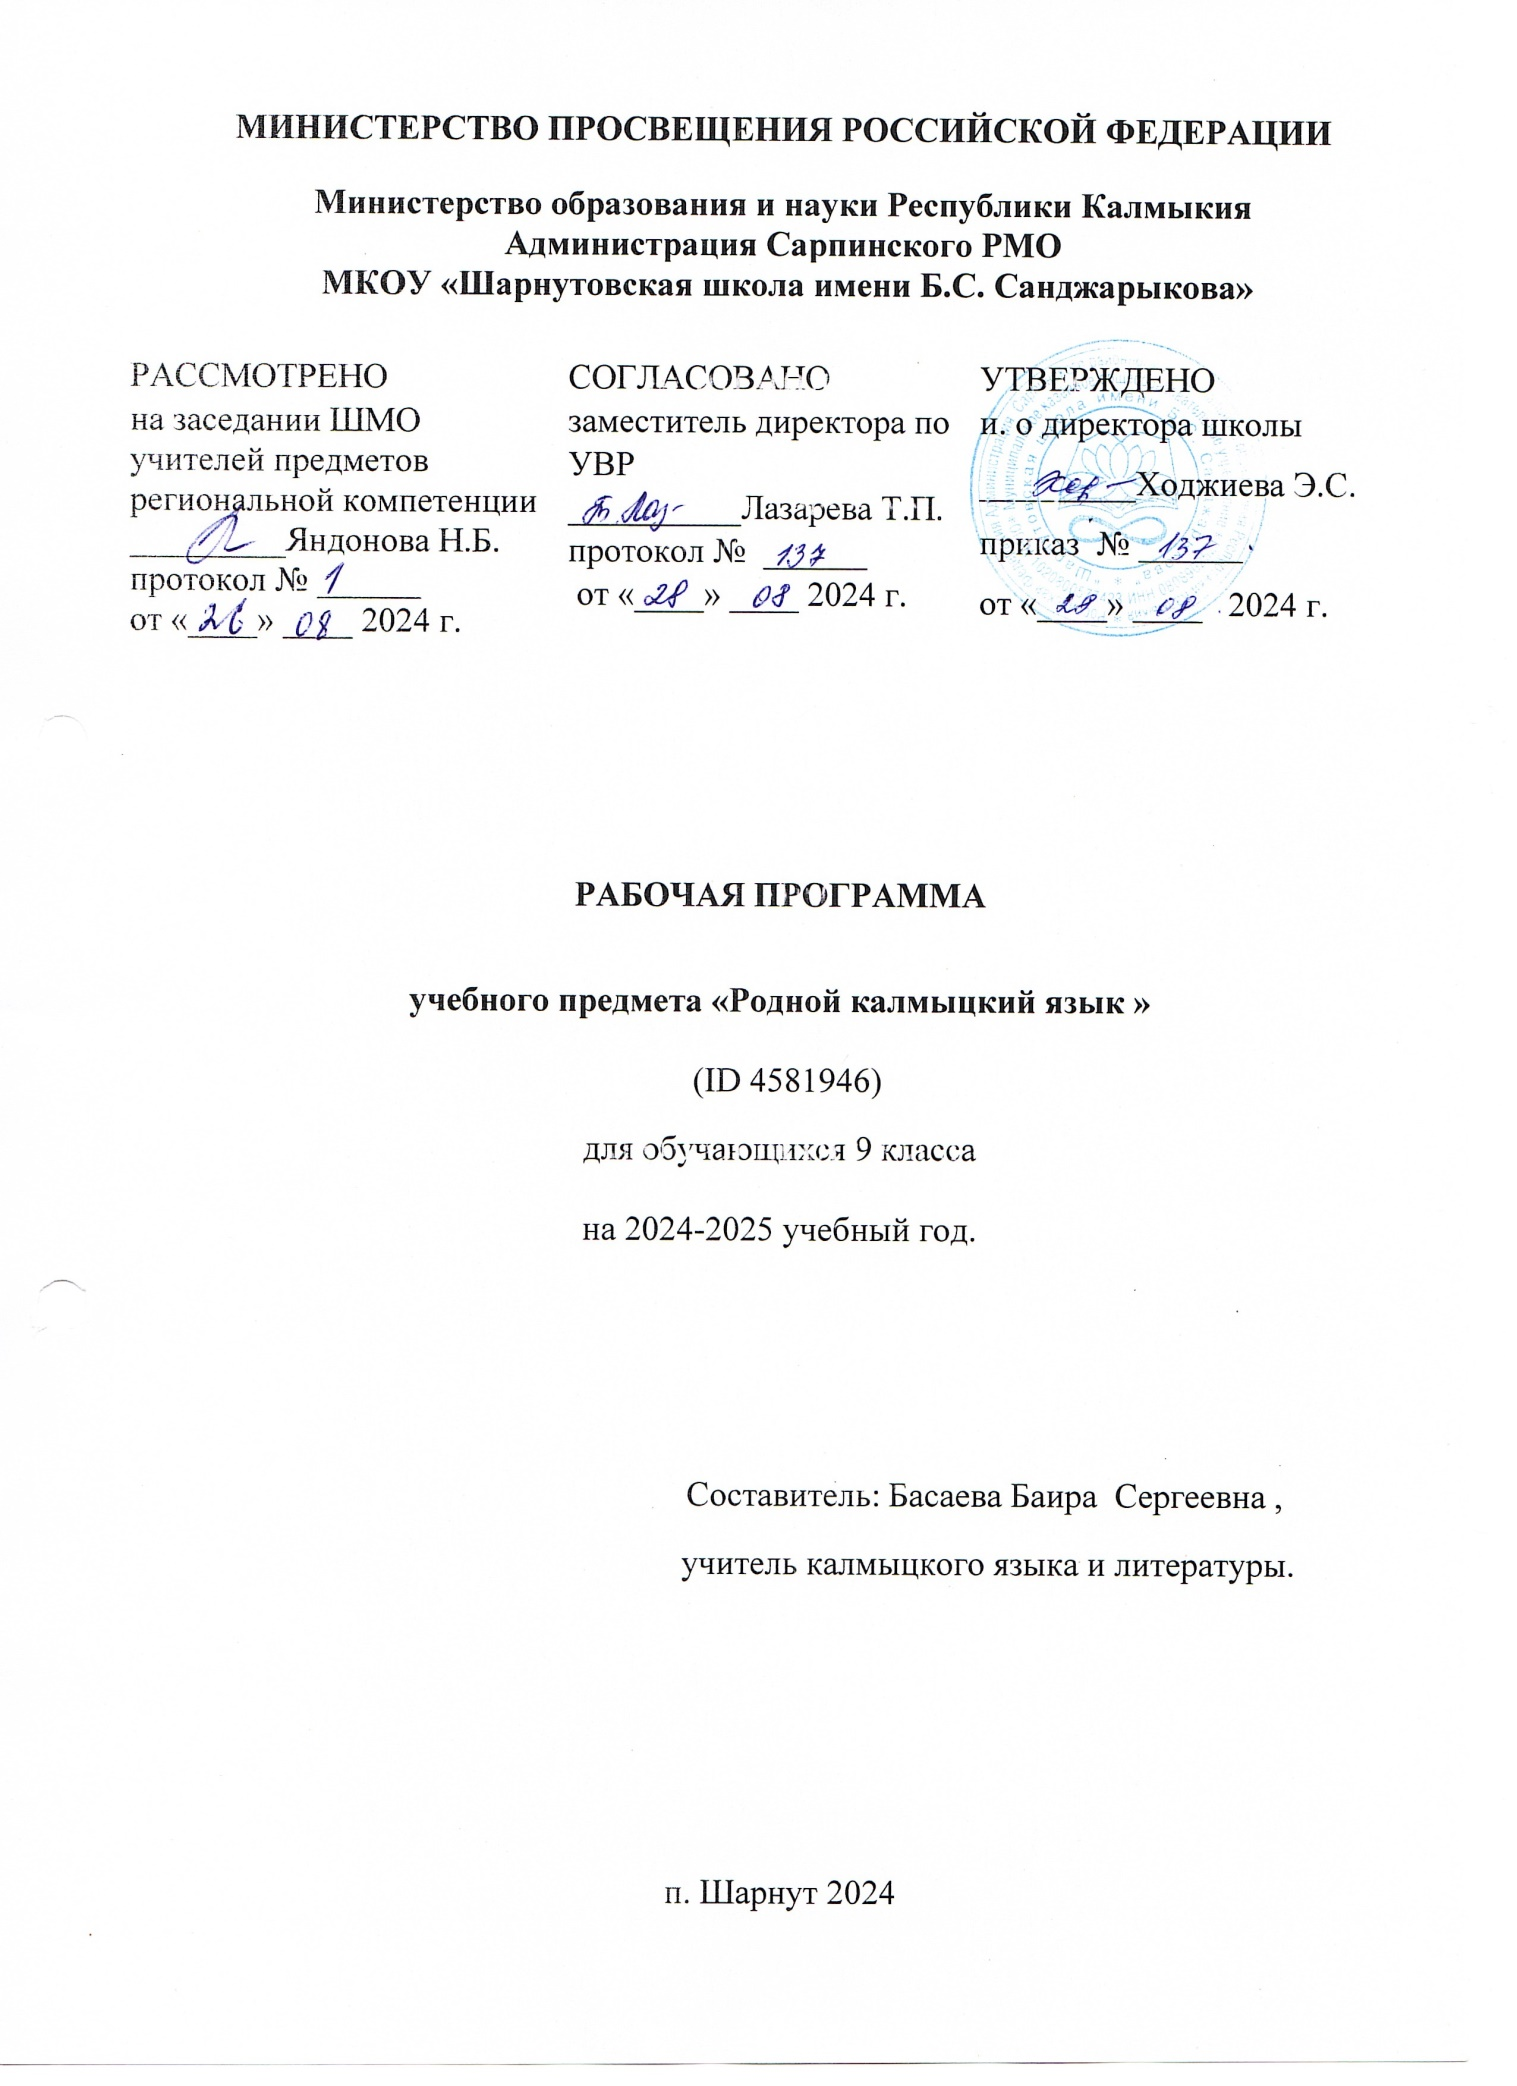 МИНИСТЕРСТВО ПРОСВЕЩЕНИЯ РОССИЙСКОЙ ФЕДЕРАЦИИ
Министерство образования и науки Республики Калмыкия
Администрация Сарпинского РМО
МКОУ «Шарнутовская школа имени Б.С. Санджарыкова»
РАССМОТРЕНО
на заседании ШМО
учителей предметов
региональной компетенции
_________Яндонова Н.Б.
протокол № 1
от «26» 08 2024 г.
СОГЛАСОВАНО
заместитель директора по
УВР
__________Лазарева Т.П.
протокол № 137
от «28» 08 2024 г.
УТВЕРЖДЕНО
и. о директора школы
_________Ходжиева Э.С.
приказ № 137
от «28» 08 2024 г.
РАБОЧАЯ ПРОГРАММА
учебного предмета «Родной калмыцкий язык »
(ID 4581946)
для обучающихся 9 класса
на 2024-2025 учебный год.
Составитель: Басаева Баира Сергеевна ,
учитель калмыцкого языка и литературы.
п. Шарнут 2024